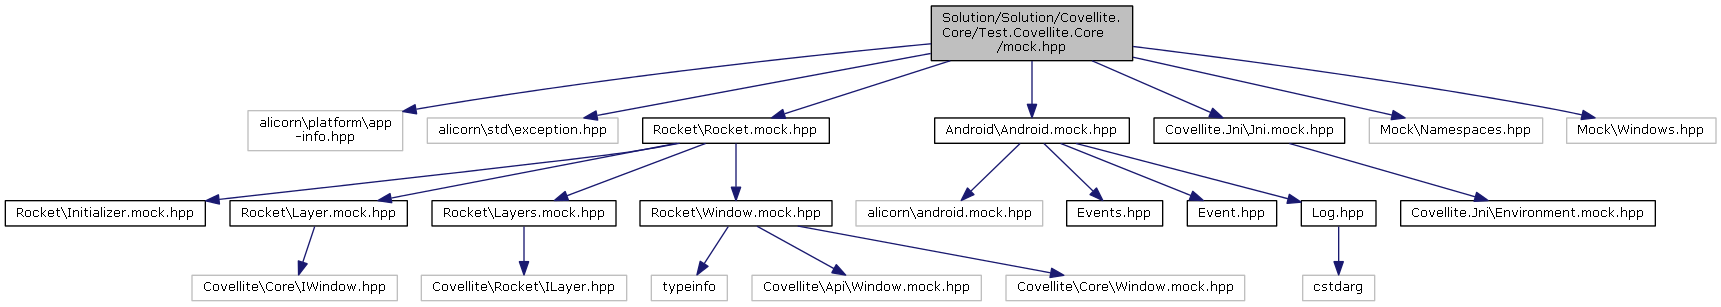 Solution/Solution/Covellite.
Core/Test.Covellite.Core
/mock.hpp
alicorn\platform\app
-info.hpp
alicorn\std\exception.hpp
Rocket\Rocket.mock.hpp
Android\Android.mock.hpp
Covellite.Jni\Jni.mock.hpp
Mock\Namespaces.hpp
Mock\Windows.hpp
Rocket\Initializer.mock.hpp
Rocket\Layer.mock.hpp
Rocket\Layers.mock.hpp
Rocket\Window.mock.hpp
alicorn\android.mock.hpp
Events.hpp
Event.hpp
Log.hpp
Covellite.Jni\Environment.mock.hpp
Covellite\Core\IWindow.hpp
Covellite\Rocket\ILayer.hpp
typeinfo
Covellite\Api\Window.mock.hpp
Covellite\Core\Window.mock.hpp
cstdarg